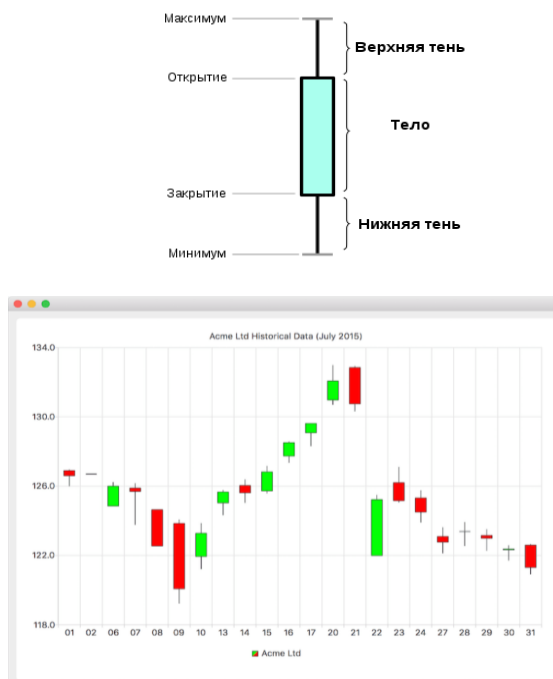 Максимум
Верхняя тень
Открытие
Тело
Закрытие
Нижняя тень
Минимум
Acme Ltd Historical Data (July 2015)
134.0
130.0
126.0
122.0
118.0
01 02 06 07 08 09 10 13 14 15 16 17 20 21 22 23 24 27 28 29 30 31
Acme Ltd